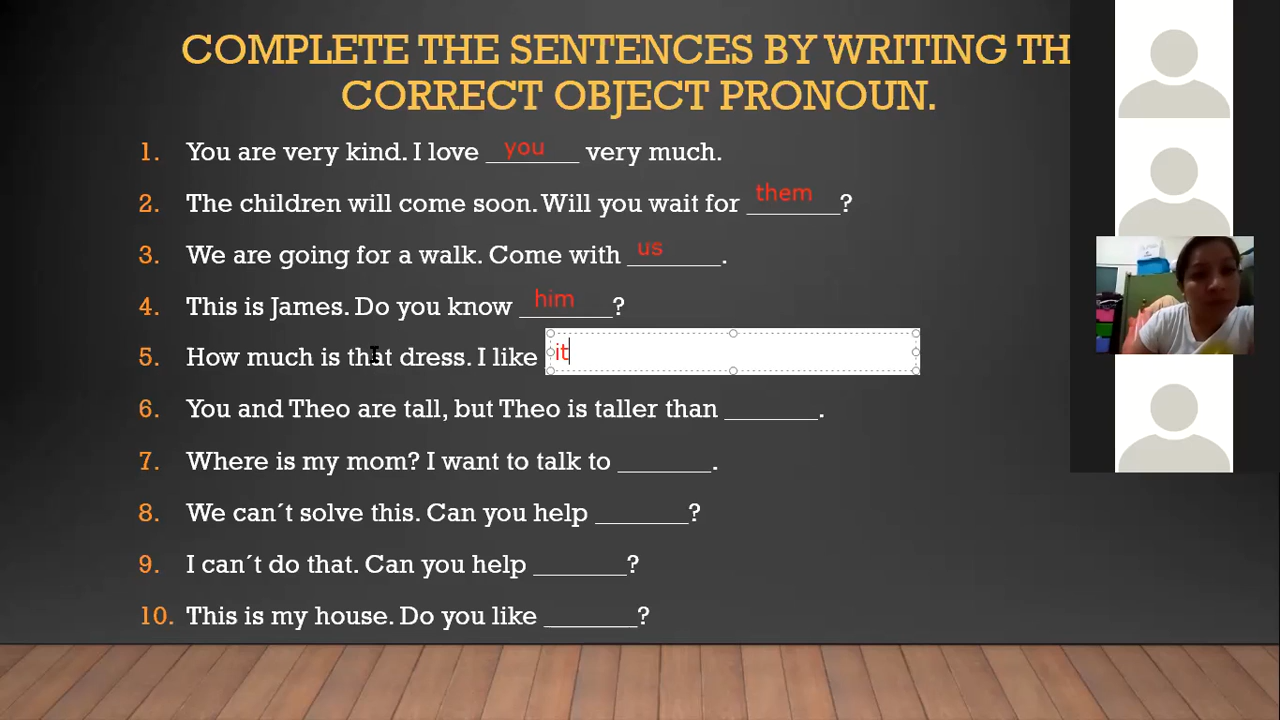 COMPLETE THE SENTENCES BY WRITING TH
CORRECT OBJECT PRONOUN.
1. You are very kind. I love ___you___ very much.
2. The children will come soon. Will you wait for ___them___?
3. We are going for a walk. Come with ___us___.
4. This is James. Do you know ___him___?
5. How much is that dress. I like it
6. You and Theo are tall, but Theo is taller than _______.
7. Where is my mom? I want to talk to _______.
8. We can´t solve this. Can you help _______?
9. I can´t do that. Can you help _______?
10. This is my house. Do you like _______?